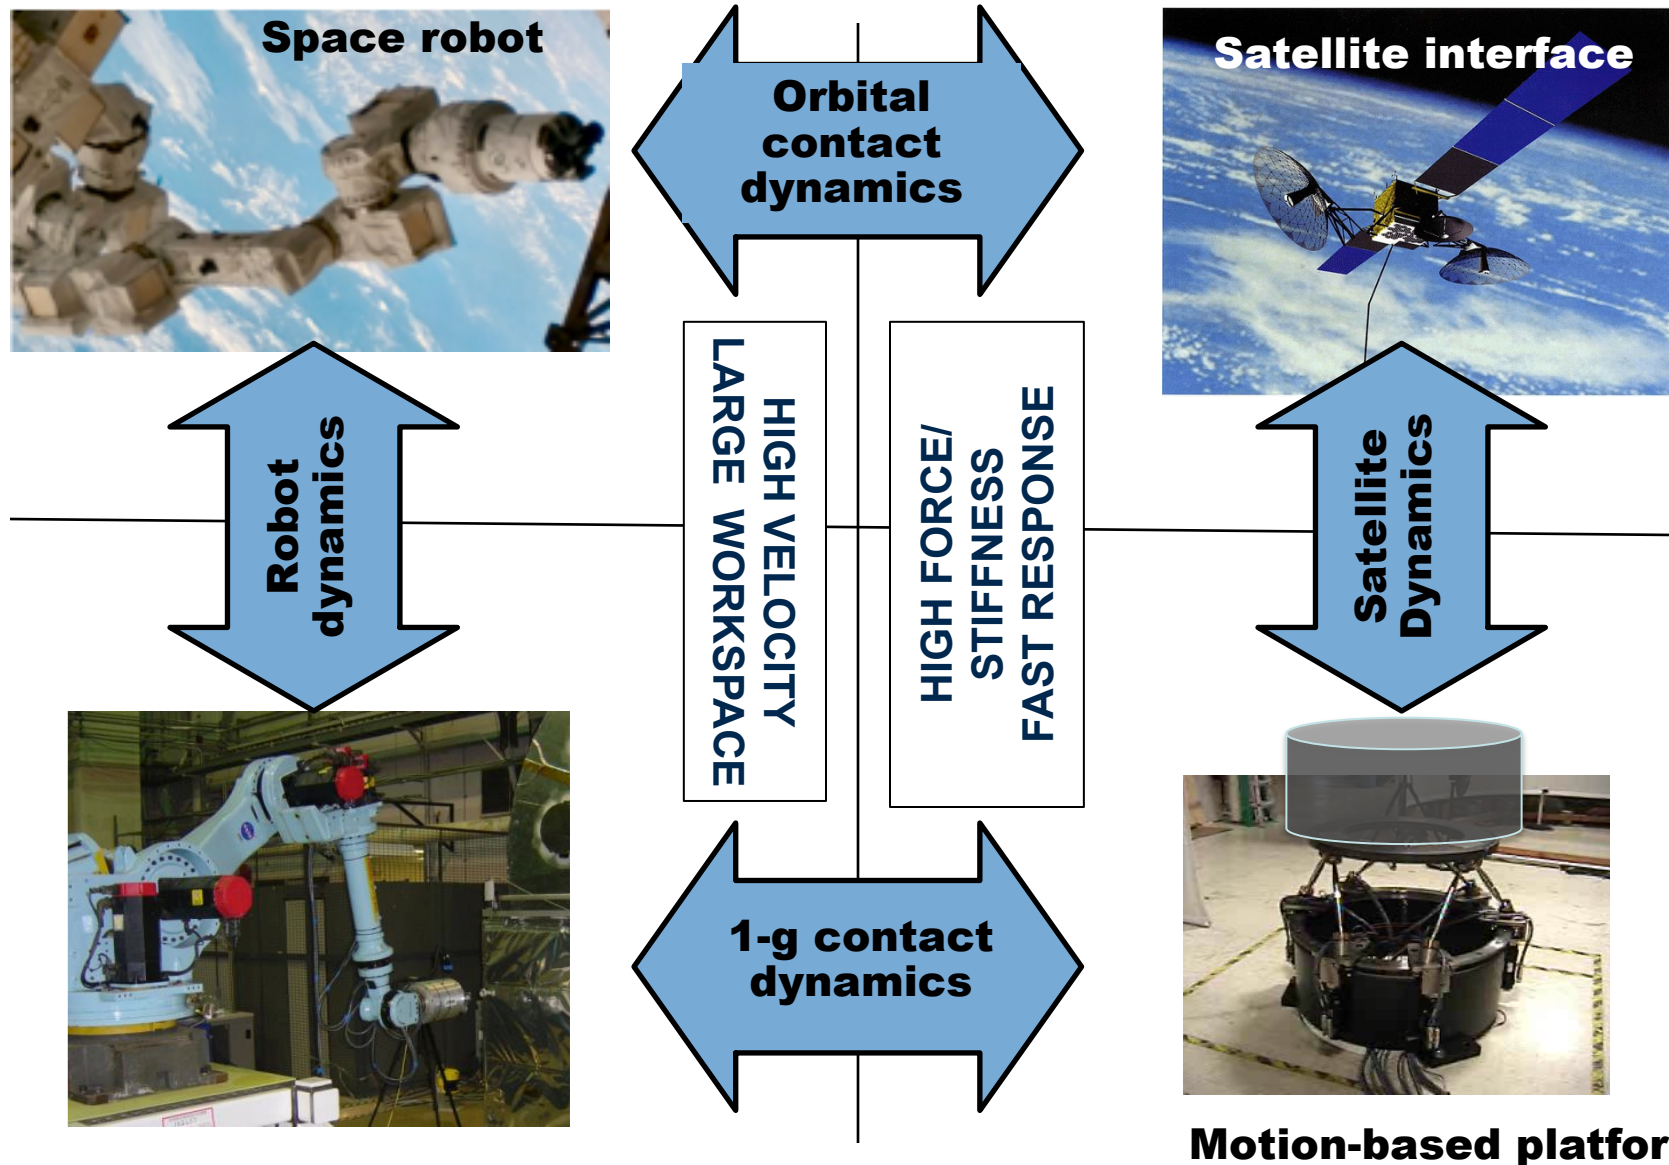 Space robot
Orbital
contact
dynamics
Satellite interface
Robot
dynamics
LARGE WORKSPACE
HIGH VELOCITY
HIGH FORCE/
STIFFNESS
FAST RESPONSE
Satellite
Dynamics
1-g contact
dynamics
Motion-based platfor